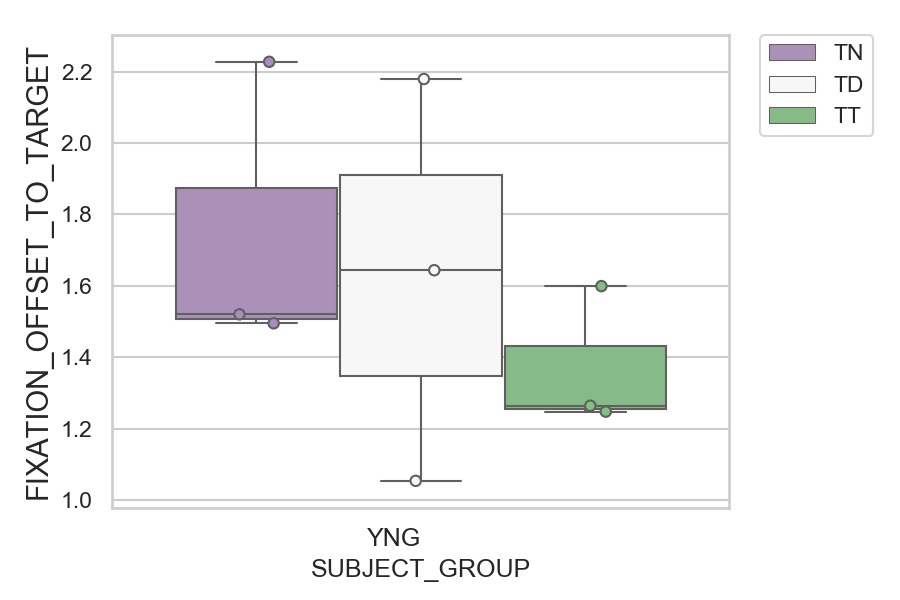 FIXATION_OFFSET_TO_TARGET
2.2
2.0
1.8
1.6
1.4
1.2
1.0
YNG
SUBJECT_GROUP
TN
TD
TT